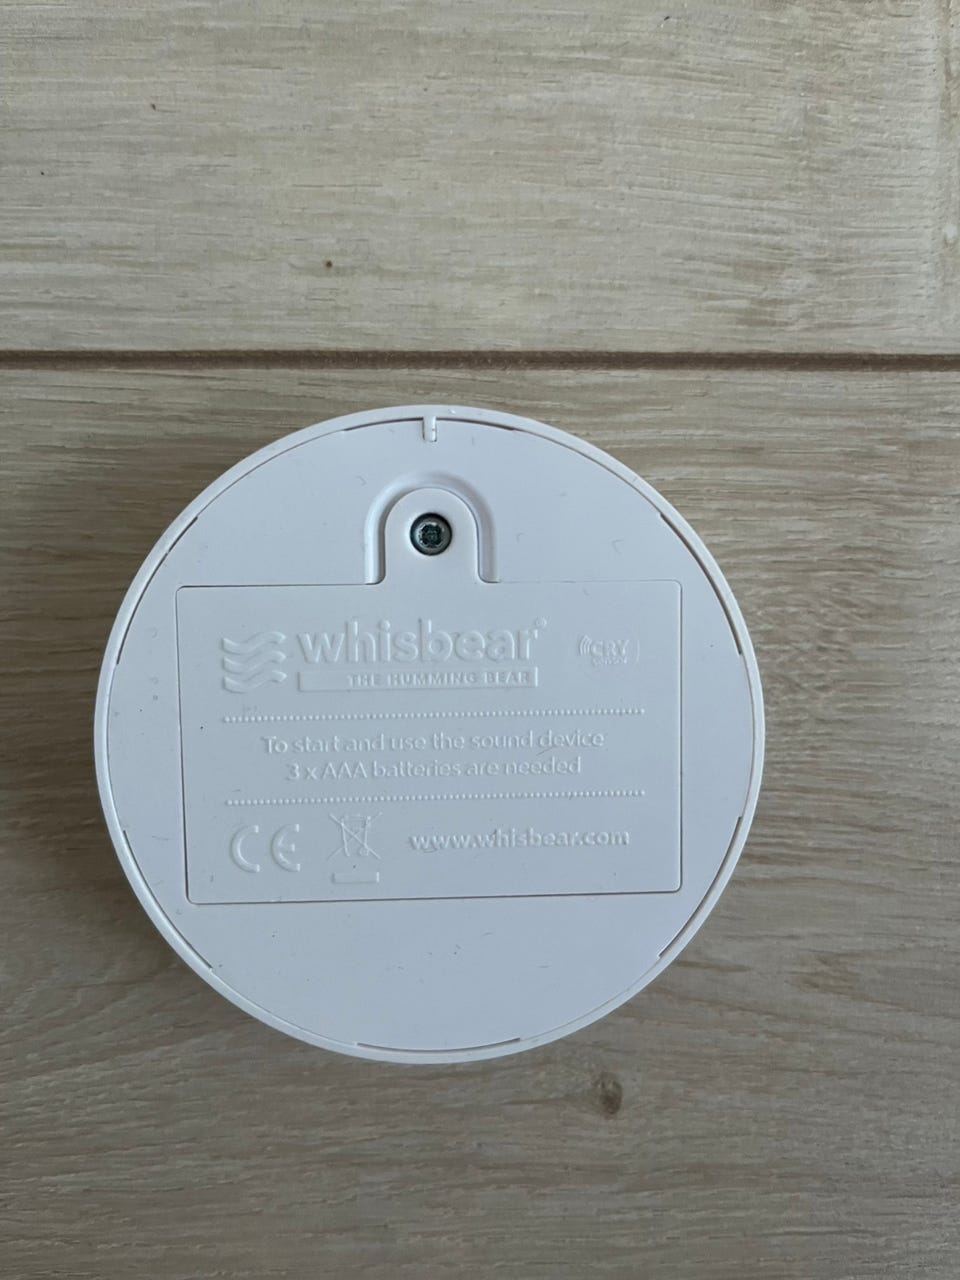 whisbear®
THE HUMMING BEAR
CRY
sensor
To start and use the sound device
3 x AAA batteries are needed
CE
www.whisbear.com